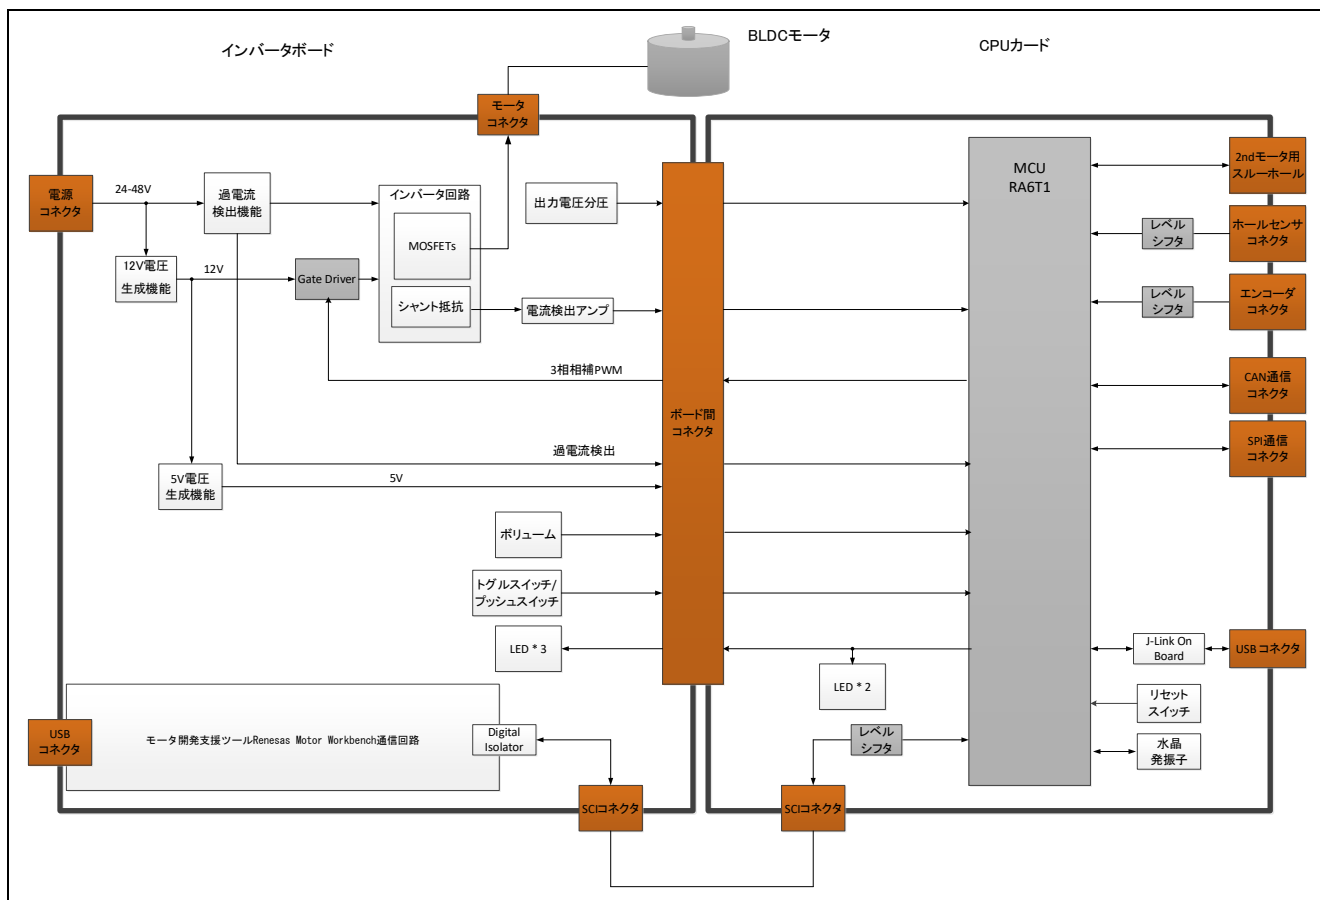 インバータボード
BLDCモータ
CPUカード
モータ
コネクタ
電源
コネクタ
24-48V
過電流
検出機能
インバータ回路
MOSFETs
シャント抵抗
12V電圧
生成機能
12V
Gate Driver
出力電圧分圧
電流検出アンプ
3相相補PWM
ボード間
コネクタ
過電流検出
5V電圧
生成機能
5V
ボリューム
トグルスイッチ/
プッシュスイッチ
LED * 3
USB
コネクタ
モータ開発支援ツールRenesas Motor Workbench通信回路
Digital
Isolator
SCIコネクタ
MCU
RA6T1
2ndモータ用
スルーホール
レベル
シフタ
ホールセンサ
コネクタ
レベル
シフタ
エンコーダ
コネクタ
CAN通信
コネクタ
SPI通信
コネクタ
J-Link On
Board
USBコネクタ
LED * 2
リセット
スイッチ
レベル
シフタ
水晶
発振子
SCIコネクタ